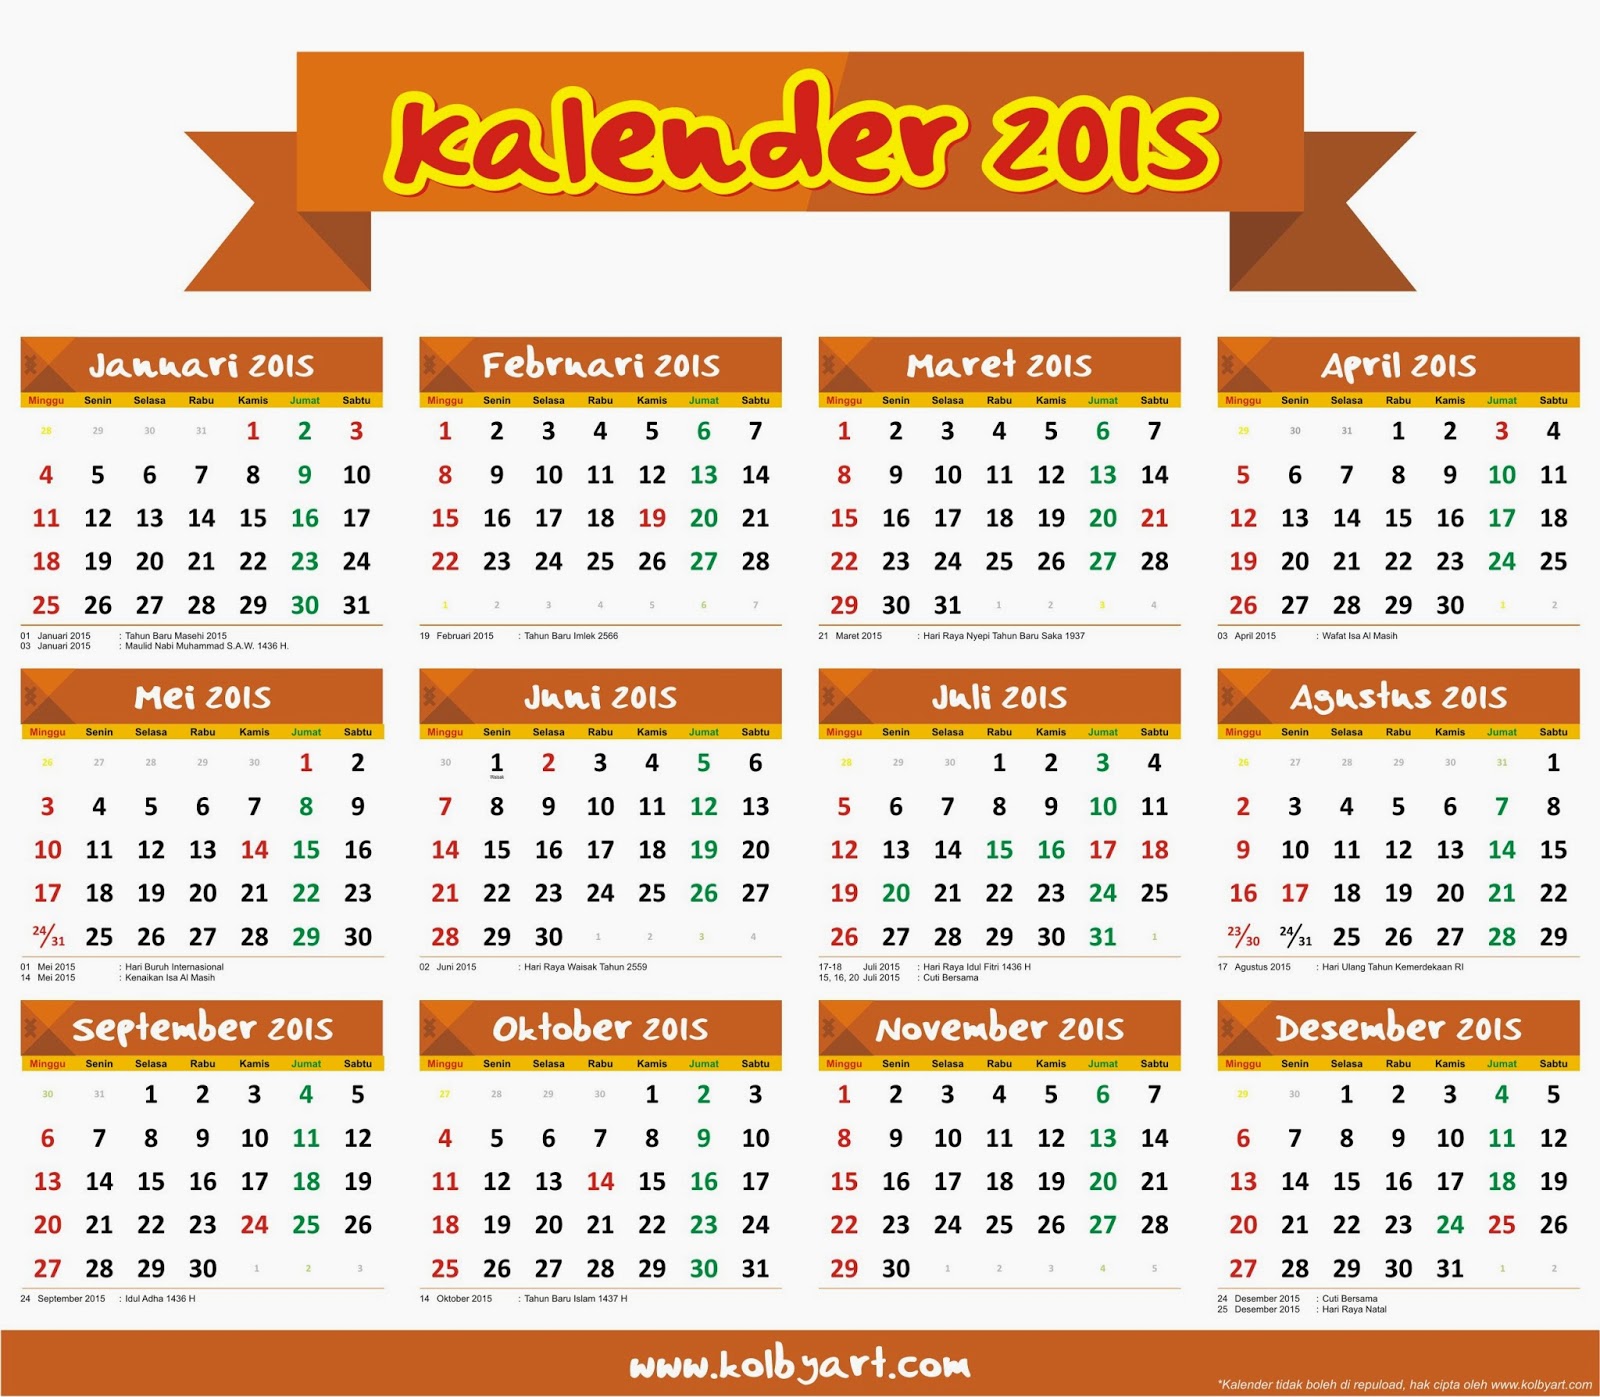 Kalender 2015
Januari 2015
Minggu Senin Selasa Rabu Kamis Jumat Sabtu
28 29 30 31 1 2 3
4 5 6 7 8 9 10
11 12 13 14 15 16 17
18 19 20 21 22 23 24
25 26 27 28 29 30 31
01 Januari 2015 : Tahun Baru Masehi 2015
03 Januari 2015 : Maulid Nabi Muhammad S.A.W. 1436 H.
Februari 2015
Minggu Senin Selasa Rabu Kamis Jumat Sabtu
1 2 3 4 5 6 7
8 9 10 11 12 13 14
15 16 17 18 19 20 21
22 23 24 25 26 27 28
1 2 3 4 5 6 7
19 Februari 2015 : Tahun Baru Imlek 2566
Maret 2015
Minggu Senin Selasa Rabu Kamis Jumat Sabtu
1 2 3 4 5 6 7
8 9 10 11 12 13 14
15 16 17 18 19 20 21
22 23 24 25 26 27 28
29 30 31 1 2 3 4
21 Maret 2015 : Hari Raya Nyepi Tahun Baru Saka 1937
April 2015
Minggu Senin Selasa Rabu Kamis Jumat Sabtu
29 30 31 1 2 3 4
5 6 7 8 9 10 11
12 13 14 15 16 17 18
19 20 21 22 23 24 25
26 27 28 29 30 1 2
03 April 2015 : Wafat Isa Al Masih
Mei 2015
Minggu Senin Selasa Rabu Kamis Jumat Sabtu
26 27 28 29 30 1 2
3 4 5 6 7 8 9
10 11 12 13 14 15 16
17 18 19 20 21 22 23
24/31 25 26 27 28 29 30
01 Mei 2015 : Hari Buruh Internasional
14 Mei 2015 : Kenaikan Isa Al Masih
Juni 2015
Minggu Senin Selasa Rabu Kamis Jumat Sabtu
30 1 2 3 4 5 6
7 8 9 10 11 12 13
14 15 16 17 18 19 20
21 22 23 24 25 26 27
28 29 30 1 2 3 4
02 Juni 2015 : Hari Raya Waisak Tahun 2559
Juli 2015
Minggu Senin Selasa Rabu Kamis Jumat Sabtu
28 29 30 1 2 3 4
5 6 7 8 9 10 11
12 13 14 15 16 17 18
19 20 21 22 23 24 25
26 27 28 29 30 31 1
17-18 Juli 2015 : Hari Raya Idul Fitri 1436 H
15, 16, 20 Juli 2015 : Cuti Bersama
Agustus 2015
Minggu Senin Selasa Rabu Kamis Jumat Sabtu
26 27 28 29 30 31 1
2 3 4 5 6 7 8
9 10 11 12 13 14 15
16 17 18 19 20 21 22
23/30 24/31 25 26 27 28 29
17 Agustus 2015 : Hari Ulang Tahun Kemerdekaan RI
September 2015
Minggu Senin Selasa Rabu Kamis Jumat Sabtu
30 31 1 2 3 4 5
6 7 8 9 10 11 12
13 14 15 16 17 18 19
20 21 22 23 24 25 26
27 28 29 30 1 2 3
24 September 2015 : Idul Adha 1436 H
Oktober 2015
Minggu Senin Selasa Rabu Kamis Jumat Sabtu
27 28 29 30 1 2 3
4 5 6 7 8 9 10
11 12 13 14 15 16 17
18 19 20 21 22 23 24
25 26 27 28 29 30 31
14 Oktober 2015 : Tahun Baru Islam 1437 H
November 2015
Minggu Senin Selasa Rabu Kamis Jumat Sabtu
1 2 3 4 5 6 7
8 9 10 11 12 13 14
15 16 17 18 19 20 21
22 23 24 25 26 27 28
29 30 1 2 3 4 5
Desember 2015
Minggu Senin Selasa Rabu Kamis Jumat Sabtu
29 30 1 2 3 4 5
6 7 8 9 10 11 12
13 14 15 16 17 18 19
20 21 22 23 24 25 26
27 28 29 30 31 1 2
24 Desember 2015 : Cuti Bersama
25 Desember 2015 : Hari Raya Natal
www.kolbyart.com
*Kalender tidak boleh di repuload, hak cipta oleh www.kolbyart.com